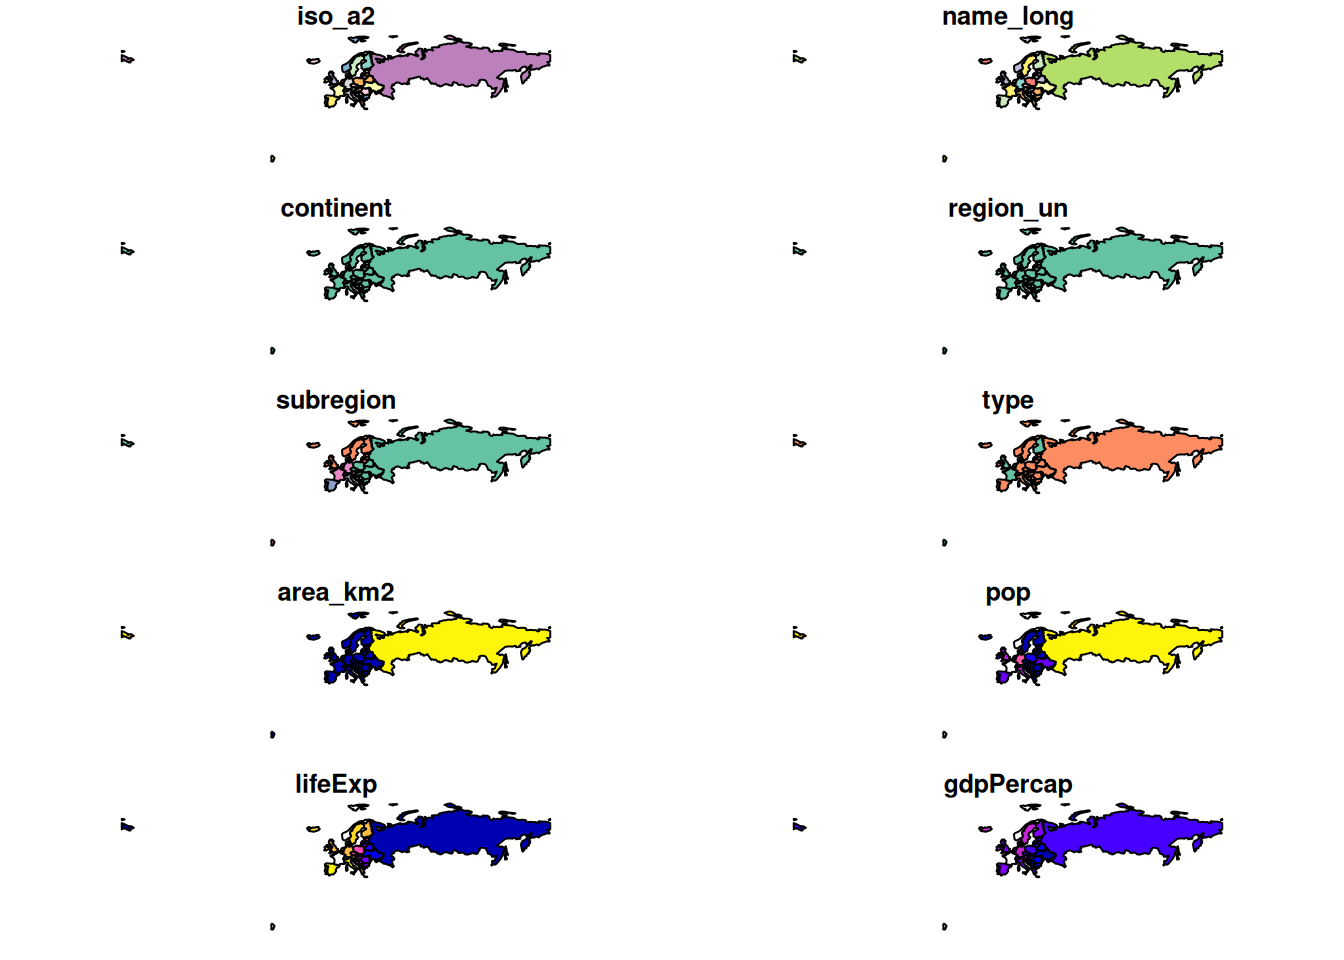 iso_a2
name_long
continent
region_un
subregion
type
area_km2
pop
lifeExp
gdpPercap